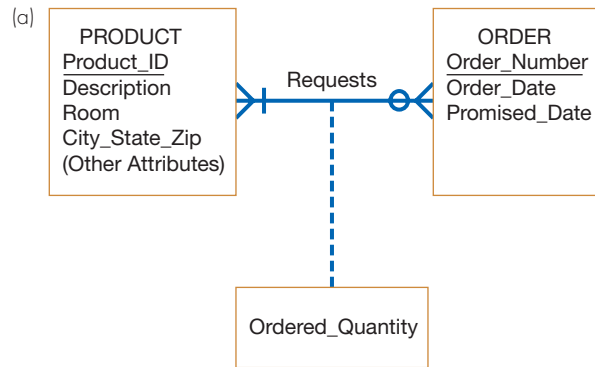 (a)
PRODUCT
Product_ID
Description
Room
City_State_Zip
(Other Attributes)
Requests
ORDER
Order_Number
Order_Date
Promised_Date
Ordered_Quantity